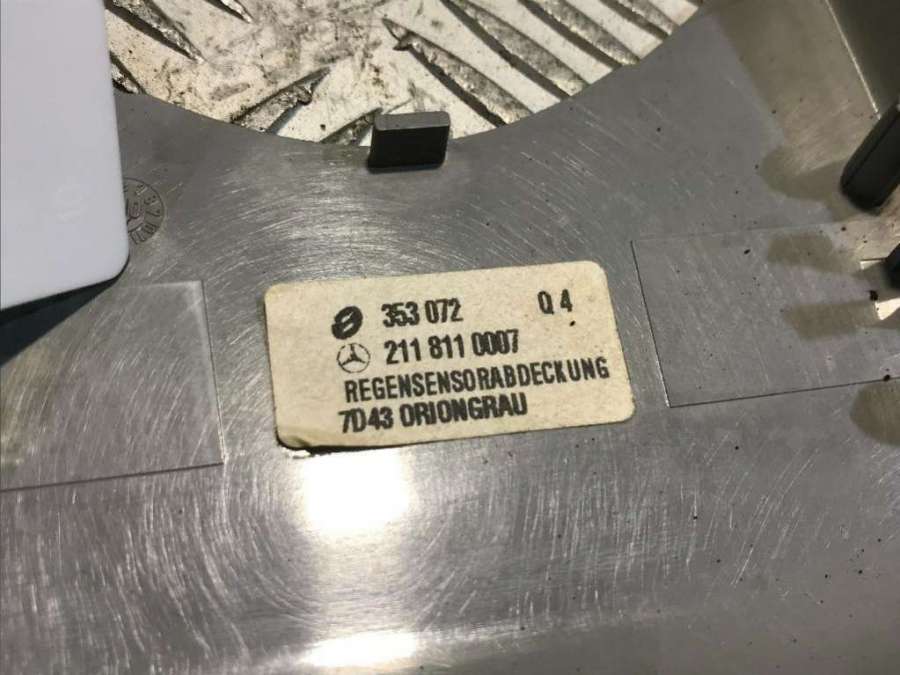 353 072 Q 4
211 811 0007
REGENSENSORABDECKUNG
7D43 ORIONGRAU